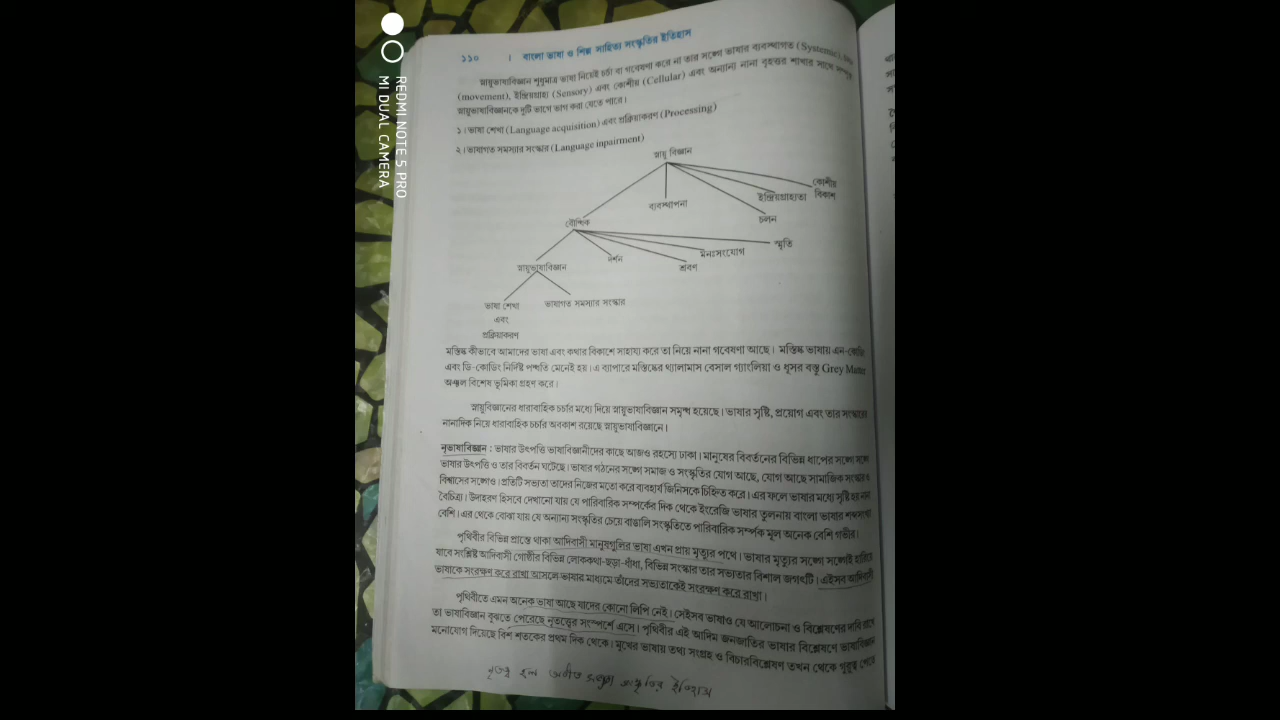 ১১০ । বাংলা ভাষা ও শিল্প সাহিত্য সংস্কৃতির ইতিহাস
স্নায়ুভাষাবিজ্ঞান শুধুমাত্র ভাষা নিয়েই চর্চা বা গবেষণা করে না তার সঙ্গে ভাষার ব্যবস্থাগত (Systemic),
(movement), ইন্দ্রিয়গ্রাহ্য (Sensory) এবং কোশীয় (Cellular) এবং অন্যান্য নানা বৃহত্তর শাখার সাথে সম্পৃক্ত
স্নায়ুভাষাবিজ্ঞানকে দুটি ভাগে ভাগ করা যেতে পারে।
১। ভাষা শেখা (Language acquisition) এবং প্রক্রিয়াকরণ (Processing)
২। ভাষাগত সমস্যার সংস্কার (Language inpairment)
স্নায়ু বিজ্ঞান
কোশীয়
বিকাশ
ইন্দ্রিয়গ্রাহ্যতা
ব্যবস্থাপনা
চলন
বৌদ্ধিক
স্মৃতি
মনঃসংযোগ
দর্শন
শ্রবণ
স্নায়ুভাষাবিজ্ঞান
ভাষা শেখা
এবং
প্রক্রিয়াকরণ
ভাষাগত সমস্যার সংস্কার
মস্তিষ্ক কীভাবে আমাদের ভাষা এবং কথার বিকাশে সাহায্য করে তা নিয়ে নানা গবেষণা আছে। মস্তিষ্ক ভাষায় এন-কোডিং
এবং ডি-কোডিং নির্দিষ্ট পদ্ধতি মেনেই হয়। এ ব্যাপারে মস্তিষ্কের থ্যালামাস বেসাল গ্যাংলিয়া ও ধূসর বস্তু Grey Matter
অঞ্চল বিশেষ ভূমিকা গ্রহণ করে।
স্নায়ুবিজ্ঞানের ধারাবাহিক চর্চার মধ্যে দিয়ে স্নায়ুভাষাবিজ্ঞান সমৃদ্ধ হয়েছে। ভাষার সৃষ্টি, প্রয়োগ এবং তার সংস্কারের
নানাদিক নিয়ে ধারাবাহিক চর্চার অবকাশ রয়েছে স্নায়ুভাষাবিজ্ঞানে।
নৃভাষাবিজ্ঞান : ভাষার উৎপত্তি ভাষাবিজ্ঞানীদের কাছে আজও রহস্যে ঢাকা। মানুষের বিবর্তনের বিভিন্ন ধাপের সঙ্গে সঙ্গে
ভাষার উৎপত্তি ও তার বিবর্তন ঘটেছে। ভাষার গঠনের সঙ্গে সমাজ ও সংস্কৃতির যোগ আছে, যোগ আছে সামাজিক সংস্কার ও
বিশ্বাসের সঙ্গেও। প্রতিটি সভ্যতা তাদের নিজের মতো করে ব্যবহার্য জিনিসকে চিহ্নিত করে। এর ফলে ভাষার মধ্যে সৃষ্টি হয় নানা
বৈচিত্র্য। উদাহরণ হিসবে দেখানো যায় যে পারিবারিক সম্পর্কের দিক থেকে ইংরেজি ভাষার তুলনায় বাংলা ভাষার শব্দসংখ্যা
বেশি। এর থেকে বোঝা যায় যে অন্যান্য সংস্কৃতির চেয়ে বাঙালি সংস্কৃতিতে পারিবারিক সম্পর্ক মূল অনেক বেশি গভীর।
পৃথিবীর বিভিন্ন প্রান্তে থাকা আদিবাসী মানুষগুলির ভাষা এখন প্রায় মৃত্যুর পথে। ভাষার মৃত্যুর সঙ্গে সঙ্গেই হারিয়ে
যাবে সংশ্লিষ্ট আদিবাসী গোষ্ঠীর বিভিন্ন লোককথা-ছড়া-ধাঁধা, বিভিন্ন সংস্কার তার সভ্যতার বিশাল জগৎটি। এইসব আদিবাসী
ভাষাকে সংরক্ষণ করে রাখা আসলে ভাষার মাধ্যমে তাঁদের সভ্যতাকেই সংরক্ষণ করে রাখা।
পৃথিবীতে এমন অনেক ভাষা আছে যাদের কোনো লিপি নেই। সেইসব ভাষাও যে আলোচনা ও বিশ্লেষণের দাবি রাখে
তা ভাষাবিজ্ঞান বুঝতে পেরেছে নৃতত্ত্বের সংস্পর্শে এসে। পৃথিবীর এই আদিম জনজাতির ভাষার বিশ্লেষণে ভাষাবিজ্ঞান
মনোযোগ দিয়েছে বিশ শতকের প্রথম দিক থেকে। মুখের ভাষায় তথ্য সংগ্রহ ও বিচারবিশ্লেষণ তখন থেকে গুরুত্ব পেতে
নৃতত্ত্ব হল অতীত সংস্কৃতির ইতিহাস
REDMI NOTE 5 PRO
MI DUAL CAMERA